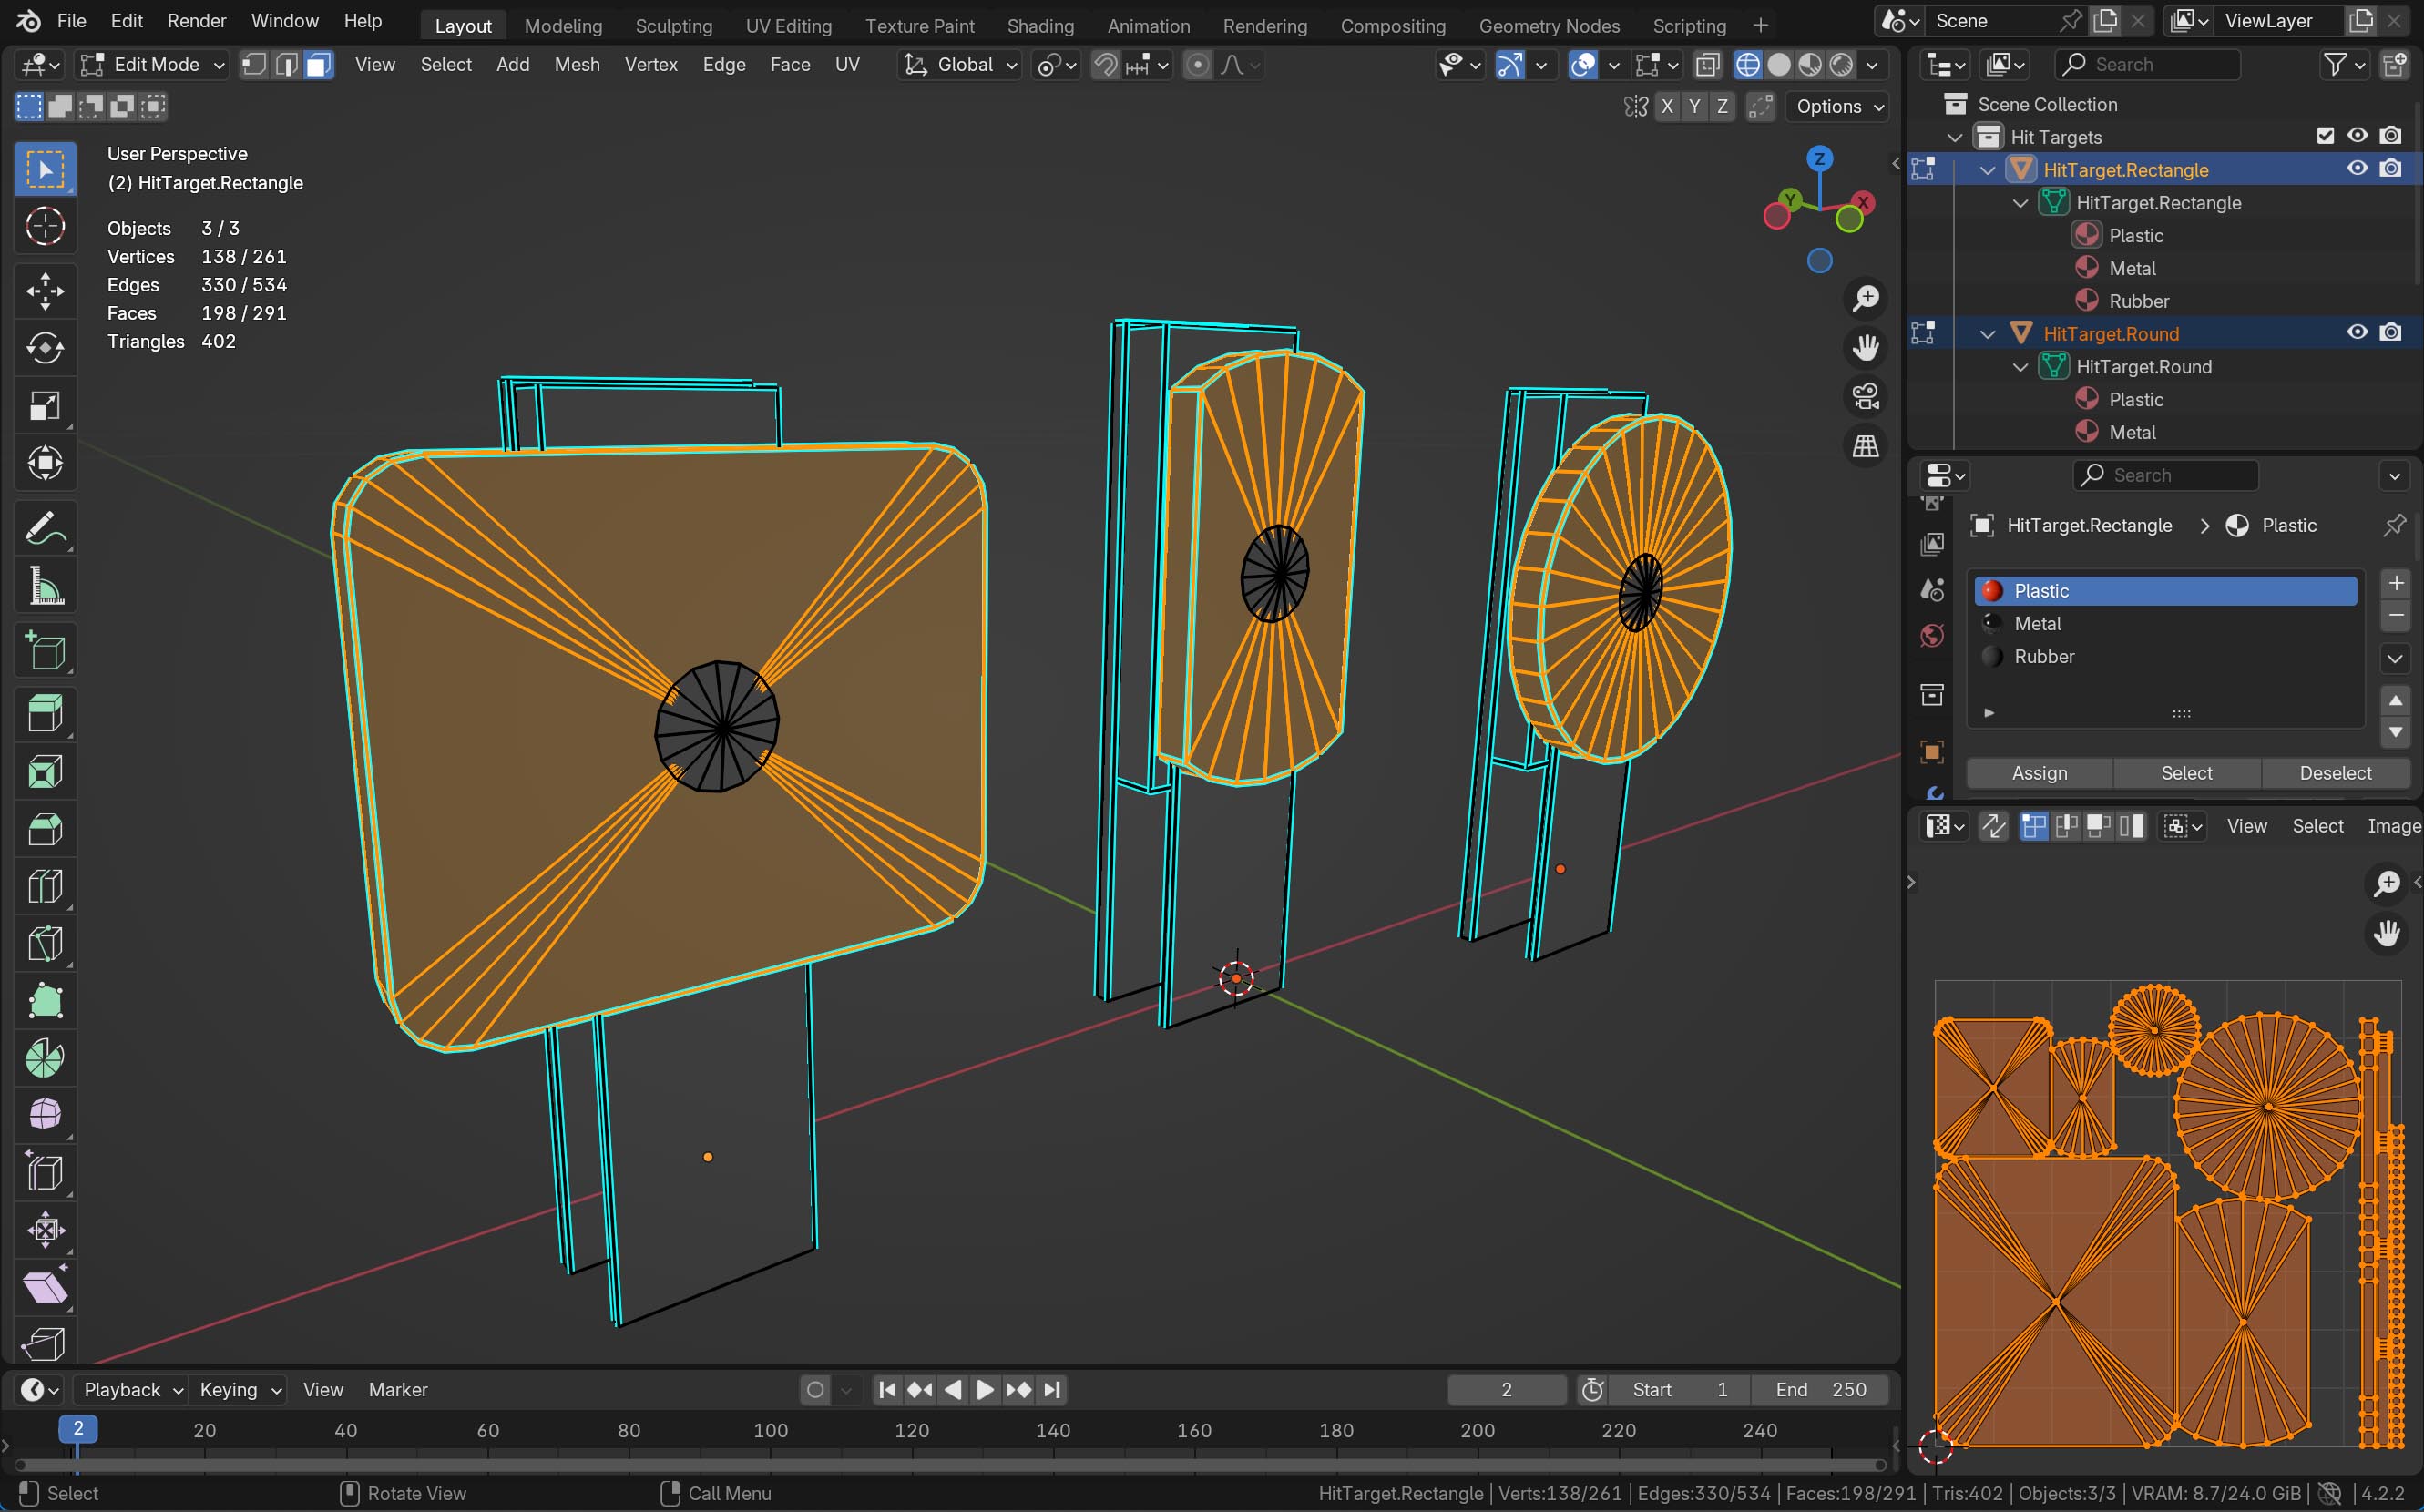 File Edit Render Window Help Layout Modeling Sculpting UV Editing Texture Paint Shading Animation Rendering Compositing Geometry Nodes Scripting + Scene ViewLayer
Edit Mode View Select Add Mesh Vertex Edge Face UV Global Search
X Y Z Options
Scene Collection
Hit Targets
HitTarget.Rectangle
HitTarget.Rectangle
Plastic
Metal
Rubber
HitTarget.Round
HitTarget.Round
Plastic
Metal
User Perspective
(2) HitTarget.Rectangle
Objects 3 / 3
Vertices 138 / 261
Edges 330 / 534
Faces 198 / 291
Triangles 402
Z
Y X
Search
HitTarget.Rectangle > Plastic
Plastic
Metal
Rubber
Assign Select Deselect
View Select Image
Playback Keying View Marker 2 Start 1 End 250
2 20 40 60 80 100 120 140 160 180 200 220 240
Select Rotate View Call Menu HitTarget.Rectangle | Verts:138/261 | Edges:330/534 | Faces:198/291 | Tris:402 | Objects:3/3 | VRAM: 8.7/24.0 GiB | 4.2.2